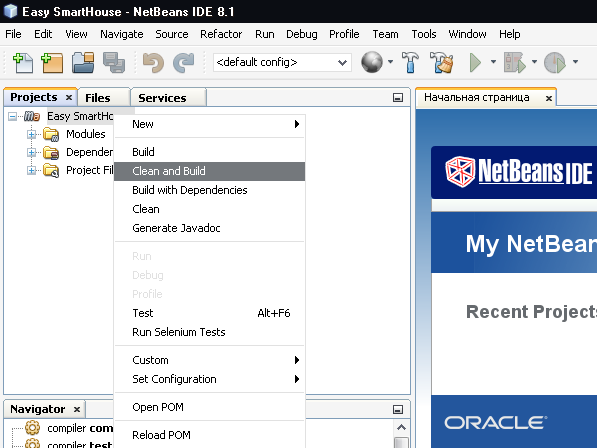 Easy SmartHouse - NetBeans IDE 8.1
File Edit View Navigate Source Refactor Run Debug Profile Team Tools Window Help
<default config>
Projects × Files Services
Начальная страница ×
Easy SmartHo
Modules
Depender
Project Fil
New
Build
Clean and Build
Build with Dependencies
Clean
Generate Javadoc
Run
Debug
Profile
Test Alt+F6
Run Selenium Tests
Custom
Set Configuration
Open POM
Reload POM
Navigator ×
compiler com
compiler test
NetBeans IDE
My NetBean
Recent Projects
ORACLE